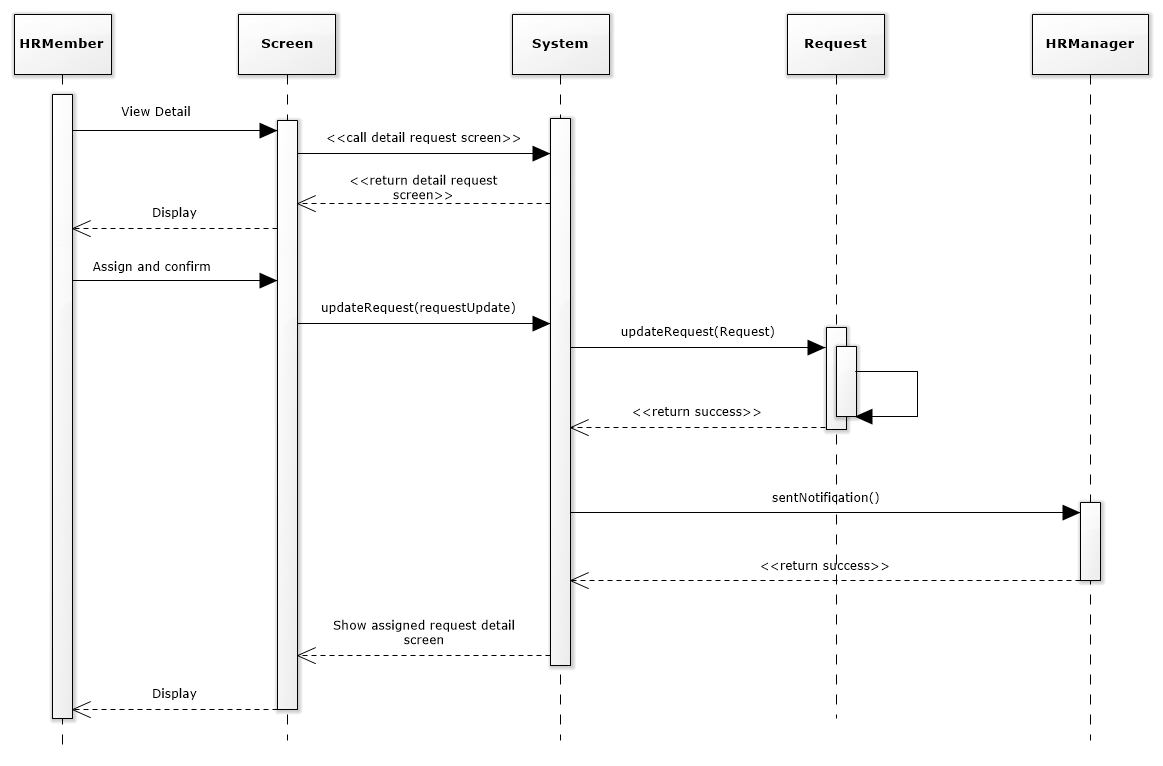 HRMember
Screen
System
Request
HRManager
View Detail
<<call detail request screen>>
<<return detail request
screen>>
Display
Assign and confirm
updateRequest(requestUpdate)
updateRequest(Request)
<<return success>>
sentNotification()
<<return success>>
Show assigned request detail
screen
Display